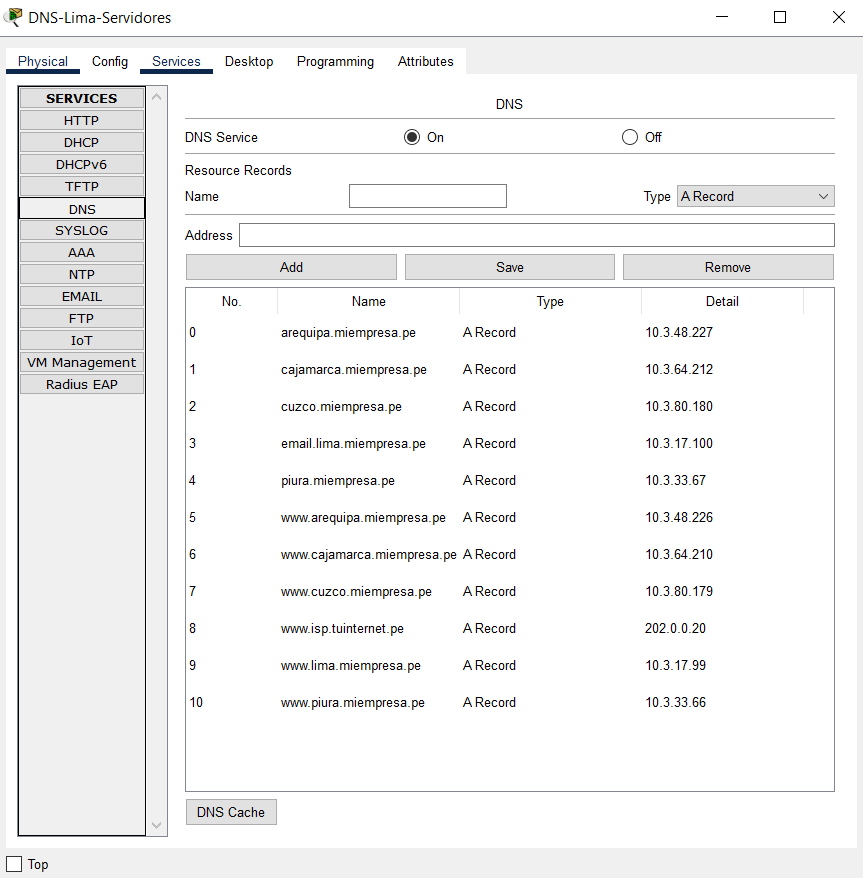 DNS-Lima-Servidores
Physical Config Services Desktop Programming Attributes
SERVICES
HTTP
DHCP
DHCPv6
TFTP
DNS
SYSLOG
AAA
NTP
EMAIL
FTP
IoT
VM Management
Radius EAP
DNS
DNS Service On Off
Resource Records
Name Type A Record
Address
Add Save Remove
No. Name Type Detail
0 arequipa.miempresa.pe A Record 10.3.48.227
1 cajamarca.miempresa.pe A Record 10.3.64.212
2 cuzco.miempresa.pe A Record 10.3.80.180
3 email.lima.miempresa.pe A Record 10.3.17.100
4 piura.miempresa.pe A Record 10.3.33.67
5 www.arequipa.miempresa.pe A Record 10.3.48.226
6 www.cajamarca.miempresa.pe A Record 10.3.64.210
7 www.cuzco.miempresa.pe A Record 10.3.80.179
8 www.isp.tuinternet.pe A Record 202.0.0.20
9 www.lima.miempresa.pe A Record 10.3.17.99
10 www.piura.miempresa.pe A Record 10.3.33.66
DNS Cache
Top